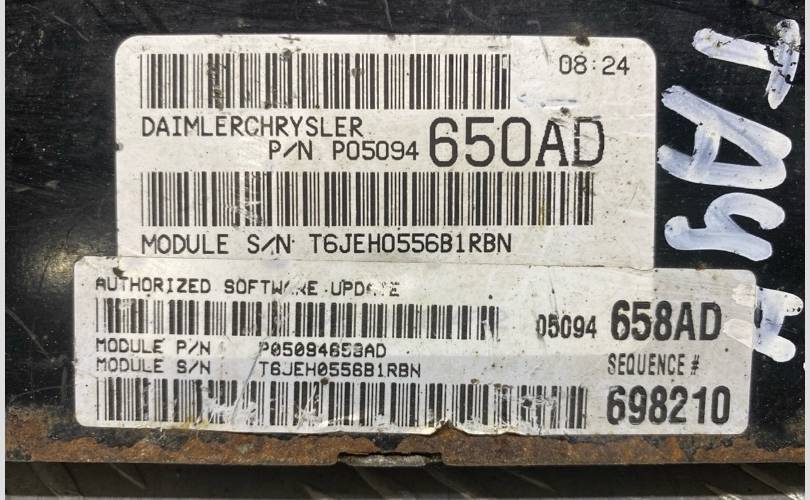 08:24
DAIMLERCHRYSLER
P/N P05094 650AD
MODULE S/N T6JEH0556B1RBN
AUTHORIZED SOFTWARE UPDATE
05094 658AD
MODULE P/N P05094658AD
MODULE S/N T6JEH0556B1RBN
SEQUENCE #
698210